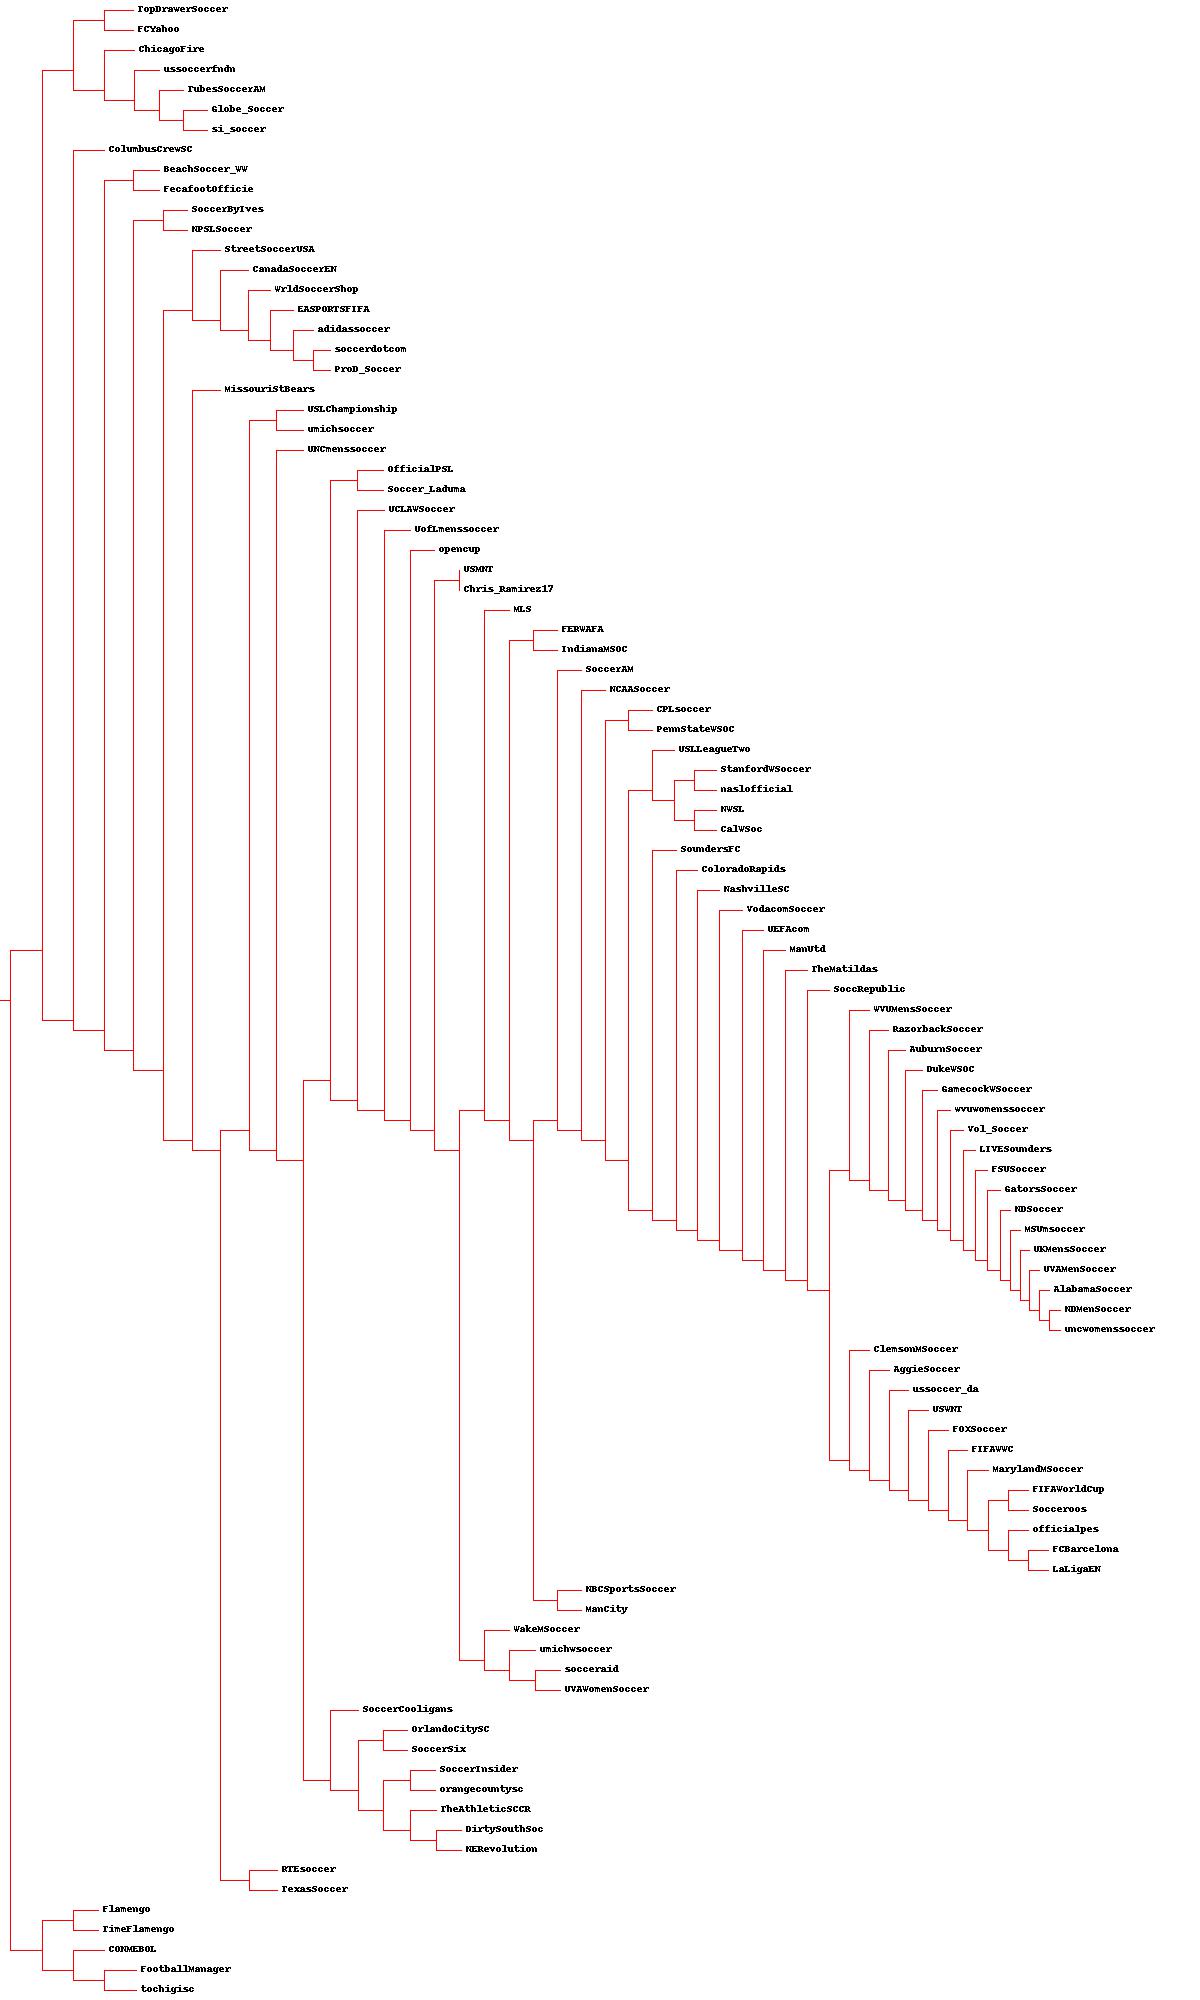 TopDrawerSoccer
FCYahoo
ChicagoFire
ussoccerfndn
TubesSoccerAM
Globe_Soccer
si_soccer
ColumbusCrewSC
BeachSoccer_WW
FecafootOfficie
SoccerByIves
NPSLSoccer
StreetSoccerUSA
CanadaSoccerEN
WrldSoccerShop
EASPORTSFIFA
adidassoccer
soccerdotcom
ProD_Soccer
MissouriStBears
USLChampionship
umichsoccer
UNCmenssoccer
OfficialPSL
Soccer_Laduma
UCLAWSoccer
UofLmenssoccer
opencup
USMNT
Chris_Ramirez17
MLS
FERWAFA
IndianaMSOC
SoccerAM
NCAASoccer
CPLsoccer
PennStateWSOC
USLLeagueTwo
StanfordWSoccer
naslofficial
NWSL
CalWSoc
SoundersFC
ColoradoRapids
NashvilleSC
VodacomSoccer
UEFAcom
ManUtd
TheMatildas
SoccRepublic
WVUMensSoccer
RazorbackSoccer
AuburnSoccer
DukeWSOC
GamecockWSoccer
wvuwomenssoccer
Vol_Soccer
LIVESounders
FSUSoccer
GatorsSoccer
NDSoccer
MSUmsoccer
UKMensSoccer
UVAMenSoccer
AlabamaSoccer
NDMenSoccer
uncwomenssoccer
ClemsonMSoccer
AggieSoccer
ussoccer_da
USWNT
FOXSoccer
FIFAWWC
MarylandMSoccer
FIFAWorldCup
Socceroos
officialpes
FCBarcelona
LaLigaEN
NBCSportsSoccer
ManCity
WakeMSoccer
umichwsoccer
socceraid
UVAWomenSoccer
SoccerCooligans
OrlandoCitySC
SoccerSix
SoccerInsider
orangecountysc
TheAthleticSCCR
DirtySouthSoc
NERevolution
RTEsoccer
TexasSoccer
Flamengo
TimeFlamengo
CONMEBOL
FootballManager
tochigisc